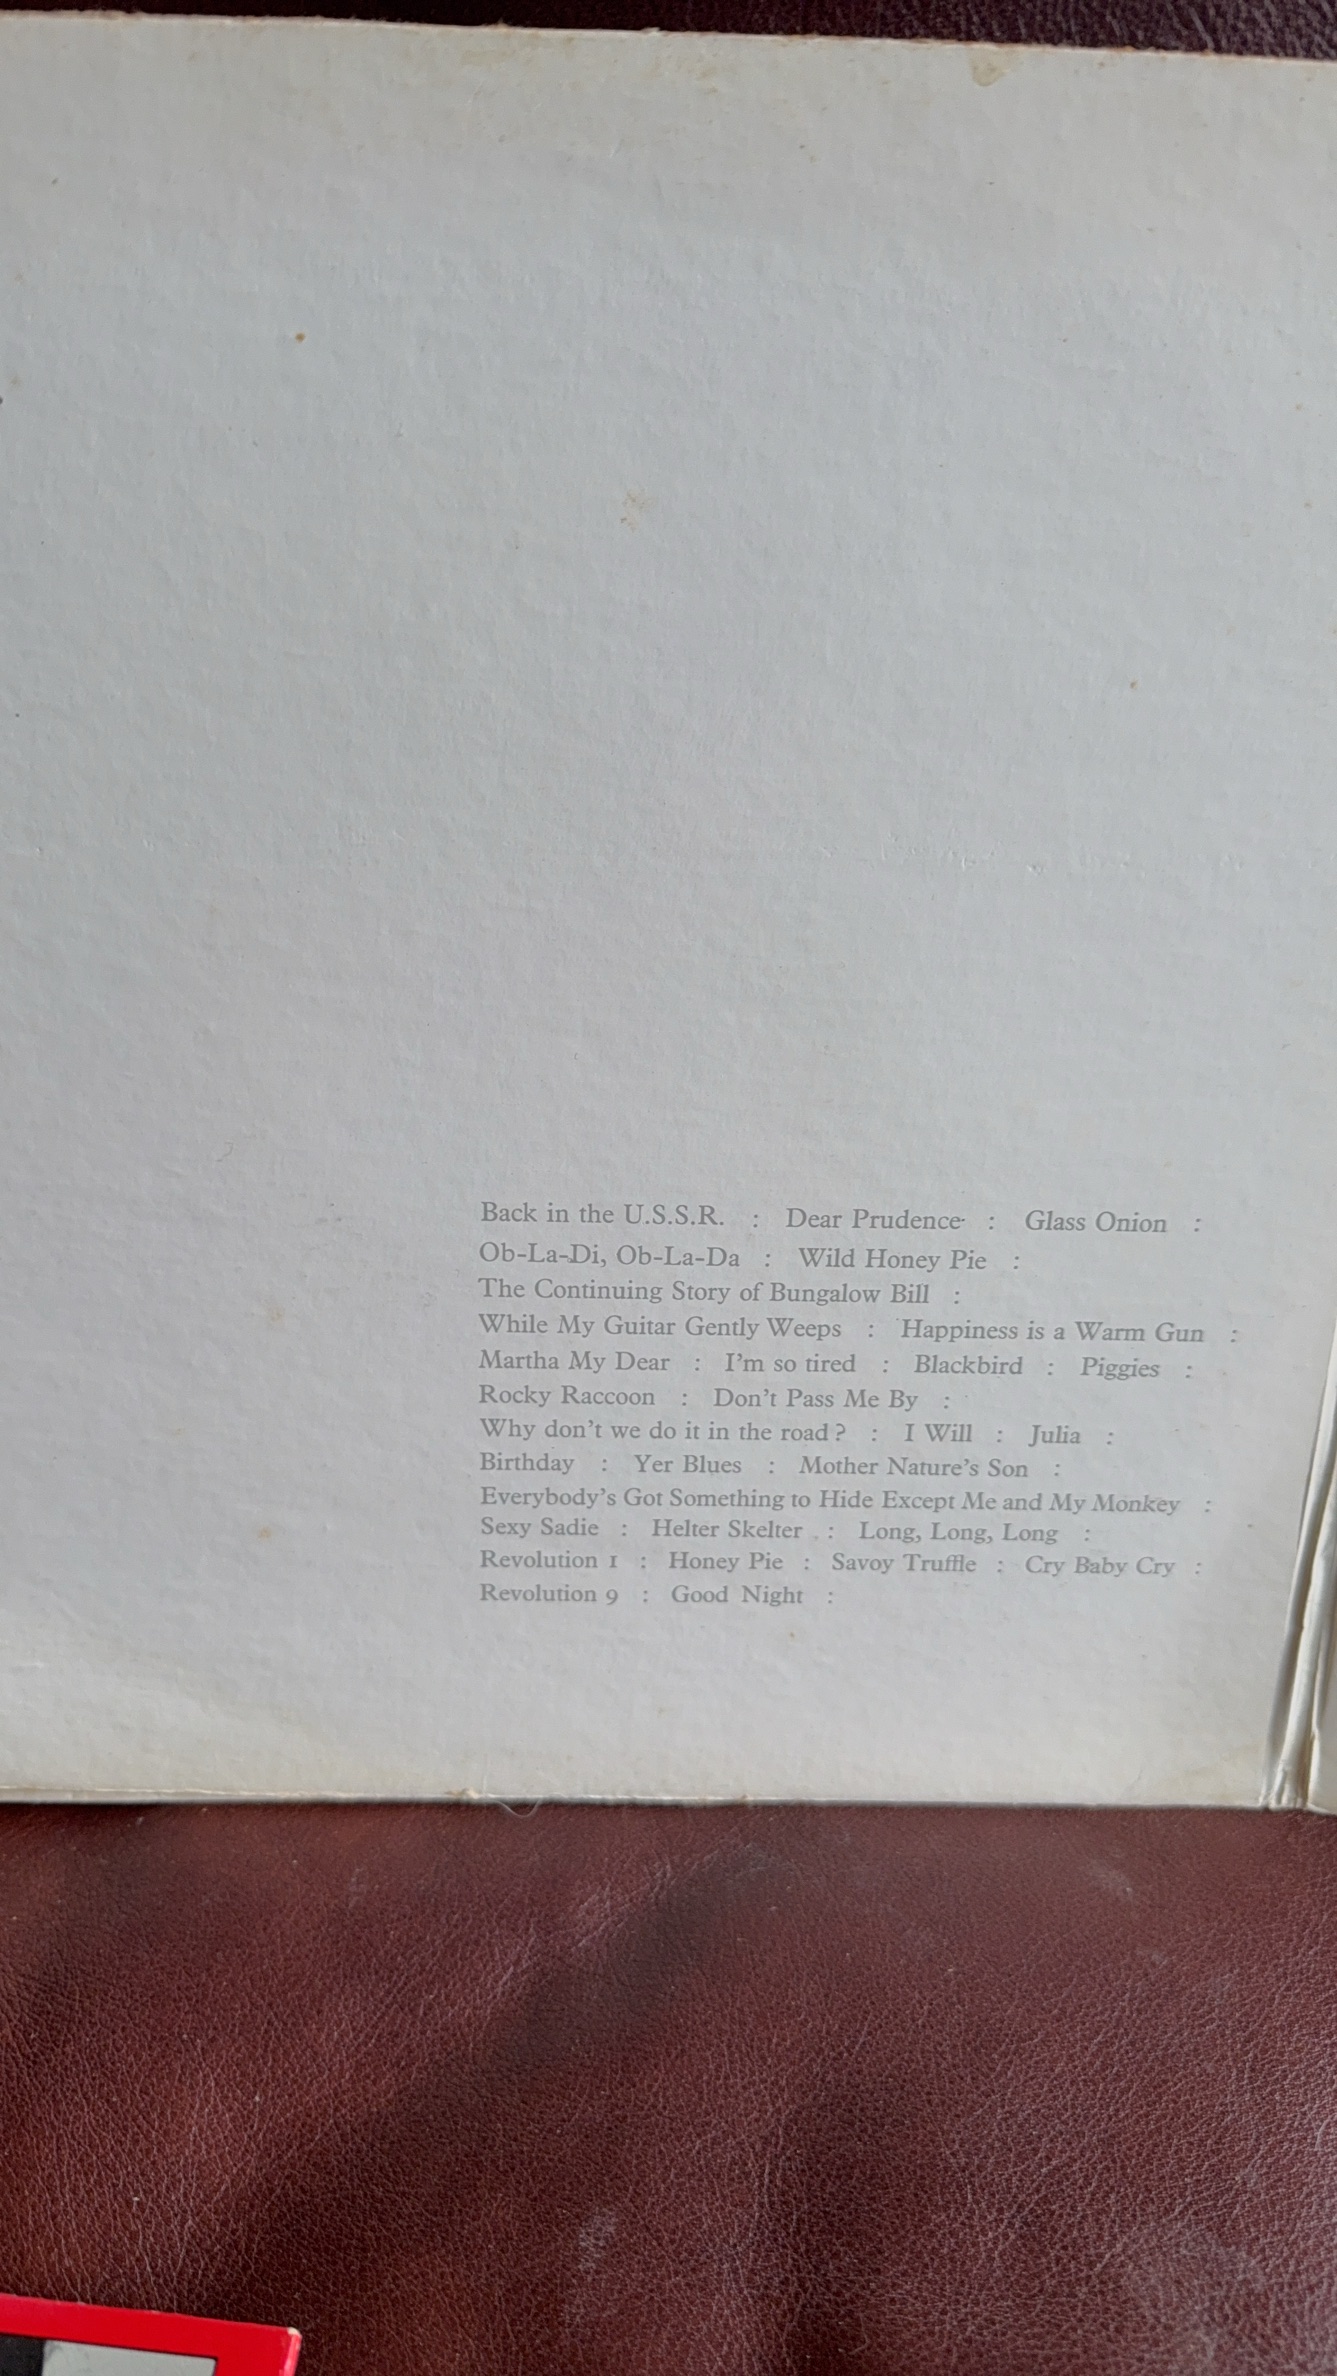 Back in the U.S.S.R. : Dear Prudence : Glass Onion :
Ob-La-Di, Ob-La-Da : Wild Honey Pie :
The Continuing Story of Bungalow Bill :
While My Guitar Gently Weeps : Happiness is a Warm Gun :
Martha My Dear : I'm so tired : Blackbird : Piggies :
Rocky Raccoon : Don't Pass Me By :
Why don't we do it in the road? : I Will : Julia :
Birthday : Yer Blues : Mother Nature's Son :
Everybody's Got Something to Hide Except Me and My Monkey :
Sexy Sadie : Helter Skelter : Long, Long, Long :
Revolution 1 : Honey Pie : Savoy Truffle : Cry Baby Cry :
Revolution 9 : Good Night :